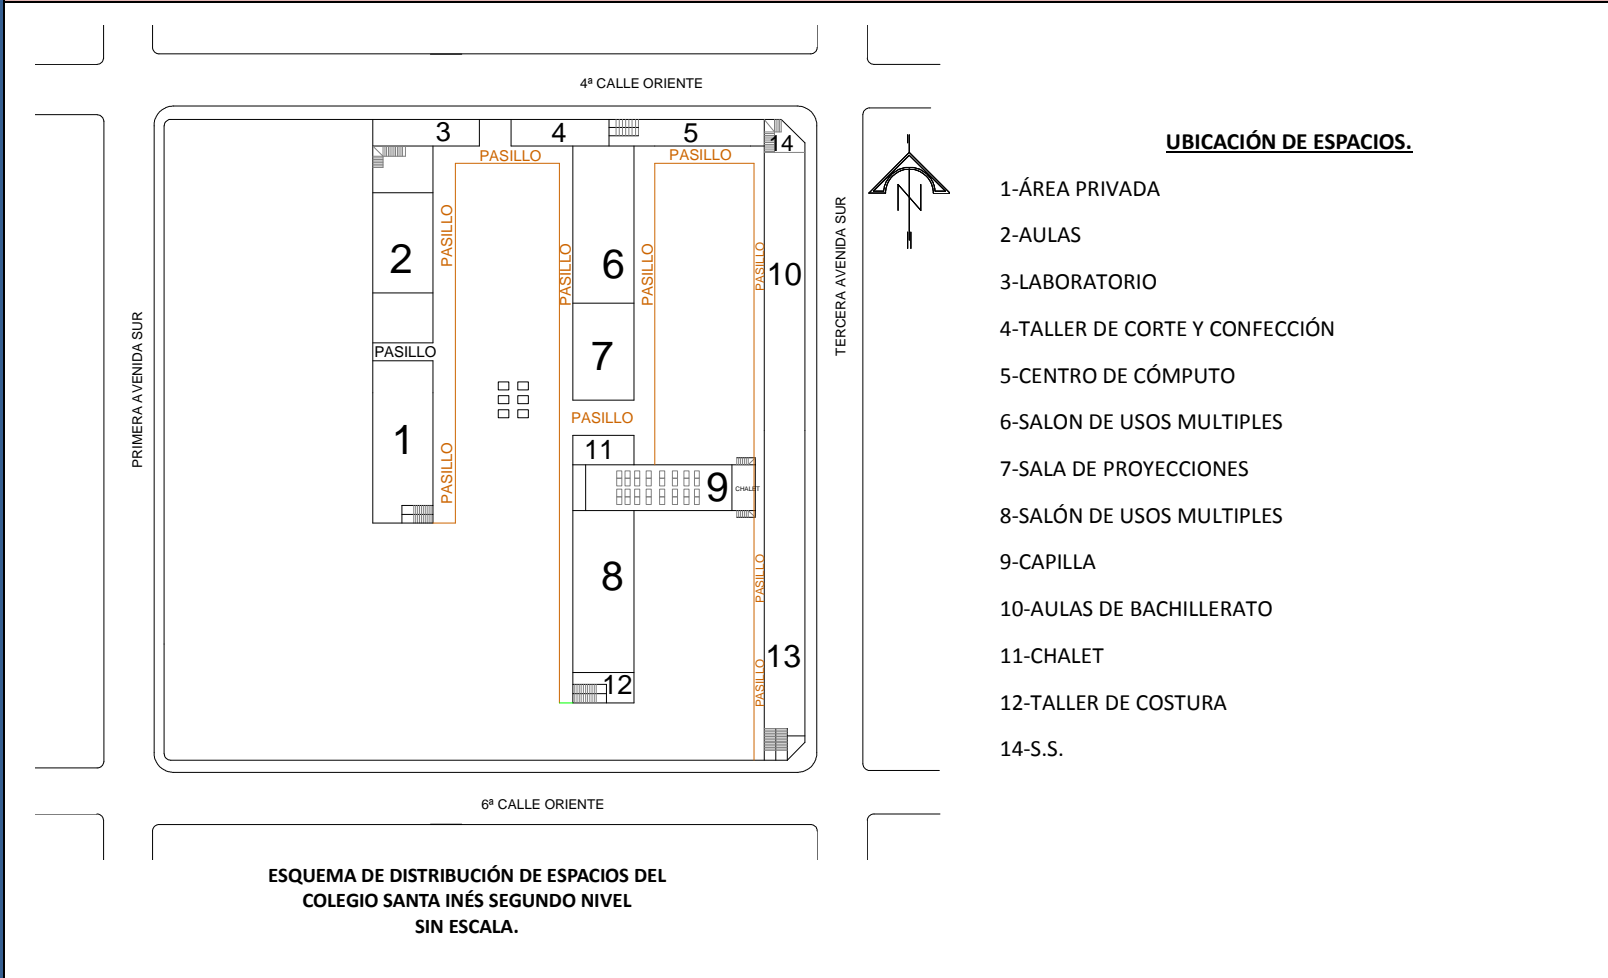 4ª CALLE ORIENTE
3
4
5
14
PASILLO
PASILLO
PASILLO
2
PASILLO
6
PASILLO
PASILLO
10
PRIMERA AVENIDA SUR
TERCERA AVENIDA SUR
N
PASILLO
7
PASILLO
1
PASILLO
11
9
CHALET
8
PASILLO
13
PASILLO
12
6ª CALLE ORIENTE
ESQUEMA DE DISTRIBUCIÓN DE ESPACIOS DEL
COLEGIO SANTA INÉS SEGUNDO NIVEL
SIN ESCALA.
UBICACIÓN DE ESPACIOS.
1-ÁREA PRIVADA
2-AULAS
3-LABORATORIO
4-TALLER DE CORTE Y CONFECCIÓN
5-CENTRO DE CÓMPUTO
6-SALON DE USOS MULTIPLES
7-SALA DE PROYECCIONES
8-SALÓN DE USOS MULTIPLES
9-CAPILLA
10-AULAS DE BACHILLERATO
11-CHALET
12-TALLER DE COSTURA
14-S.S.